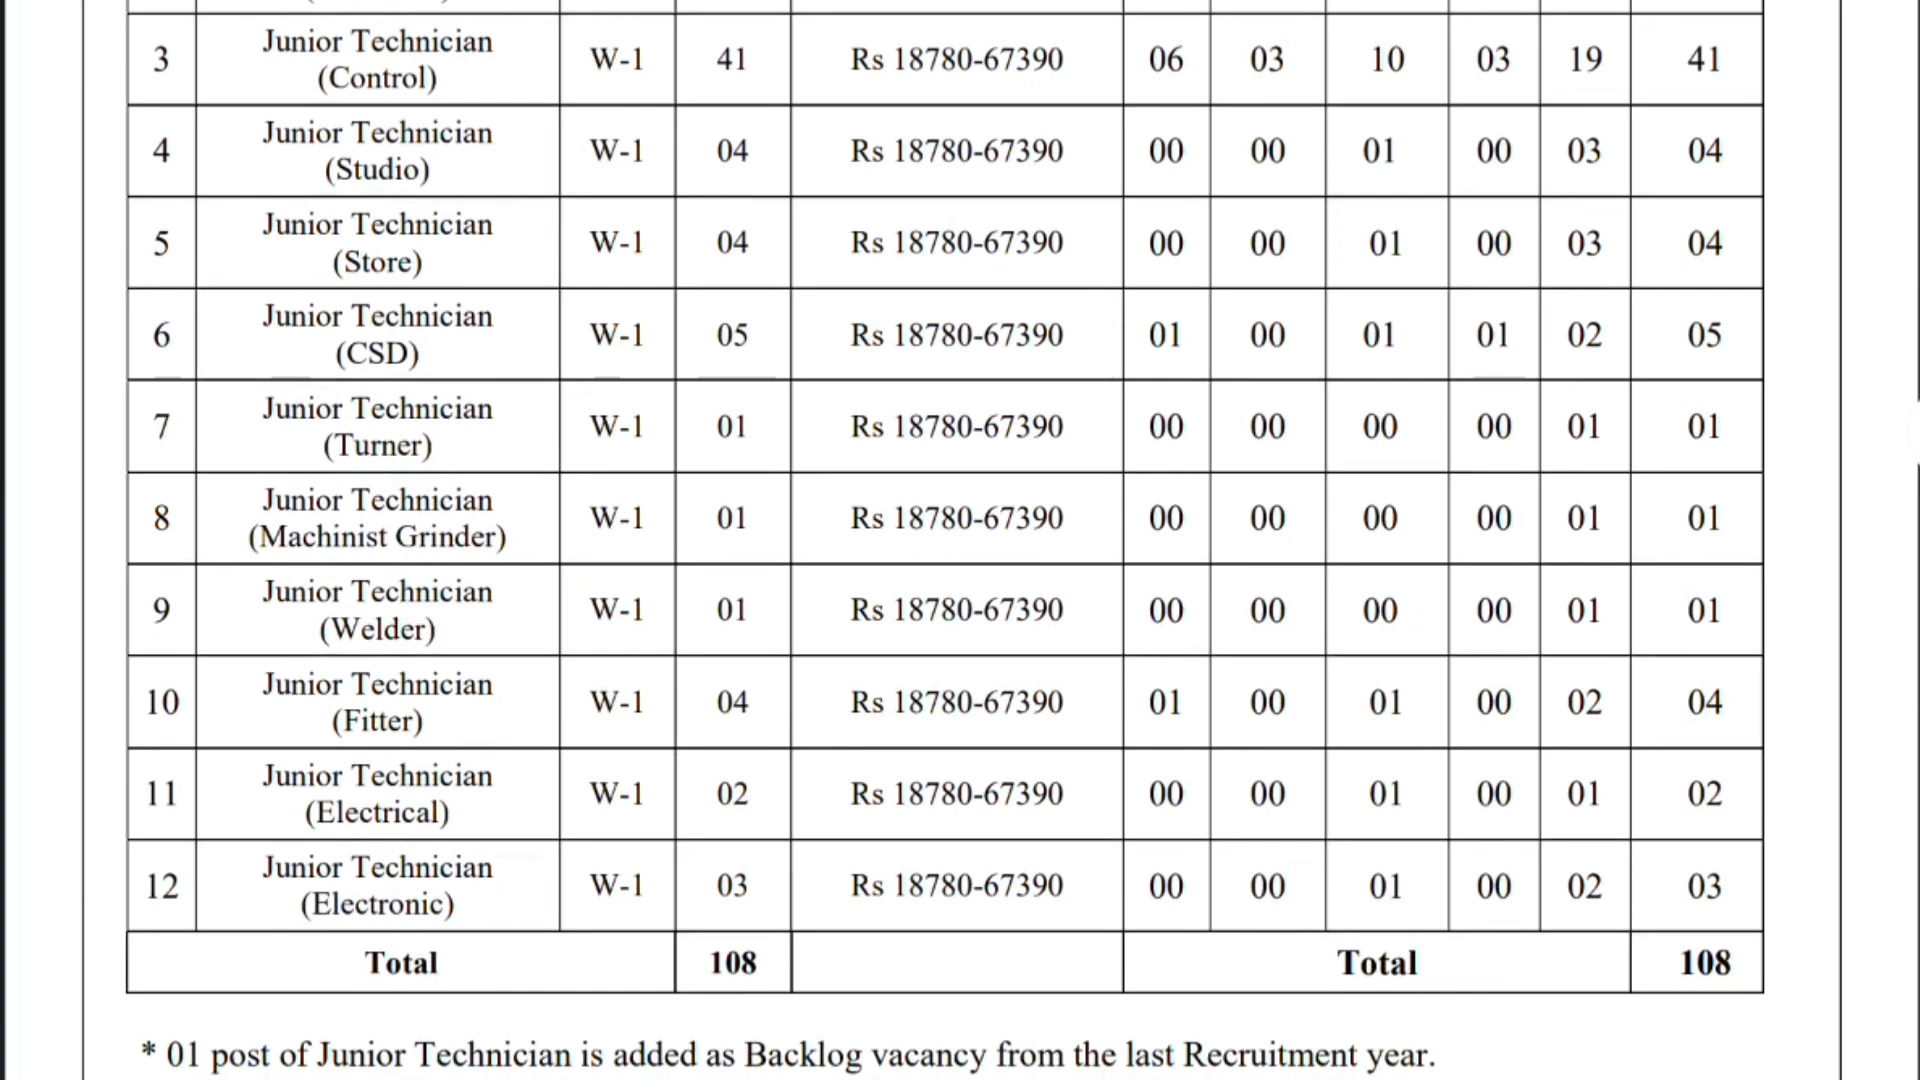 3 Junior Technician (Control) W-1 41 Rs 18780-67390 06 03 10 03 19 41
4 Junior Technician (Studio) W-1 04 Rs 18780-67390 00 00 01 00 03 04
5 Junior Technician (Store) W-1 04 Rs 18780-67390 00 00 01 00 03 04
6 Junior Technician (CSD) W-1 05 Rs 18780-67390 01 00 01 01 02 05
7 Junior Technician (Turner) W-1 01 Rs 18780-67390 00 00 00 00 01 01
8 Junior Technician (Machinist Grinder) W-1 01 Rs 18780-67390 00 00 00 00 01 01
9 Junior Technician (Welder) W-1 01 Rs 18780-67390 00 00 00 00 01 01
10 Junior Technician (Fitter) W-1 04 Rs 18780-67390 01 00 01 00 02 04
11 Junior Technician (Electrical) W-1 02 Rs 18780-67390 00 00 01 00 01 02
12 Junior Technician (Electronic) W-1 03 Rs 18780-67390 00 00 01 00 02 03
Total 108 Total 108
* 01 post of Junior Technician is added as Backlog vacancy from the last Recruitment year.